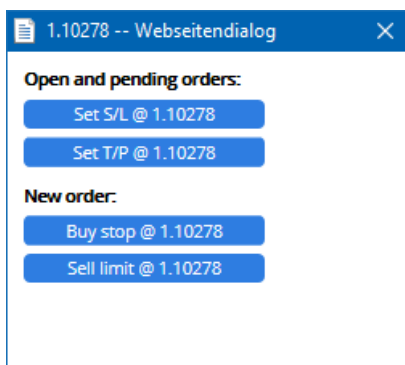 1.10278 -- Webseitendialog
Open and pending orders:
Set S/L @ 1.10278
Set T/P @ 1.10278
New order:
Buy stop @ 1.10278
Sell limit @ 1.10278